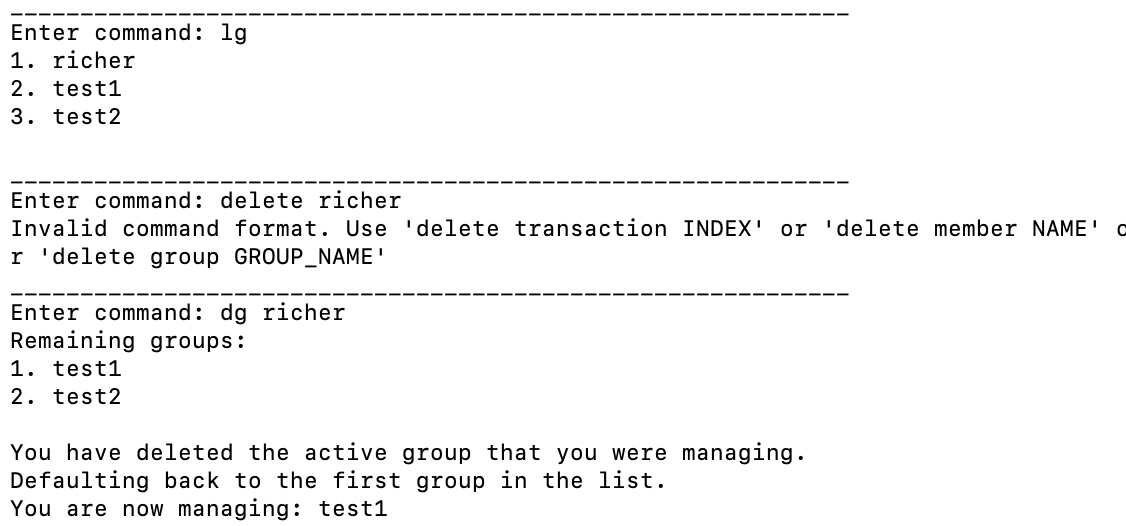 ____________________________________________________________
Enter command: lg
1. richer
2. test1
3. test2
____________________________________________________________
Enter command: delete richer
Invalid command format. Use 'delete transaction INDEX' or 'delete member NAME' o
r 'delete group GROUP_NAME'
____________________________________________________________
Enter command: dg richer
Remaining groups:
1. test1
2. test2
You have deleted the active group that you were managing.
Defaulting back to the first group in the list.
You are now managing: test1